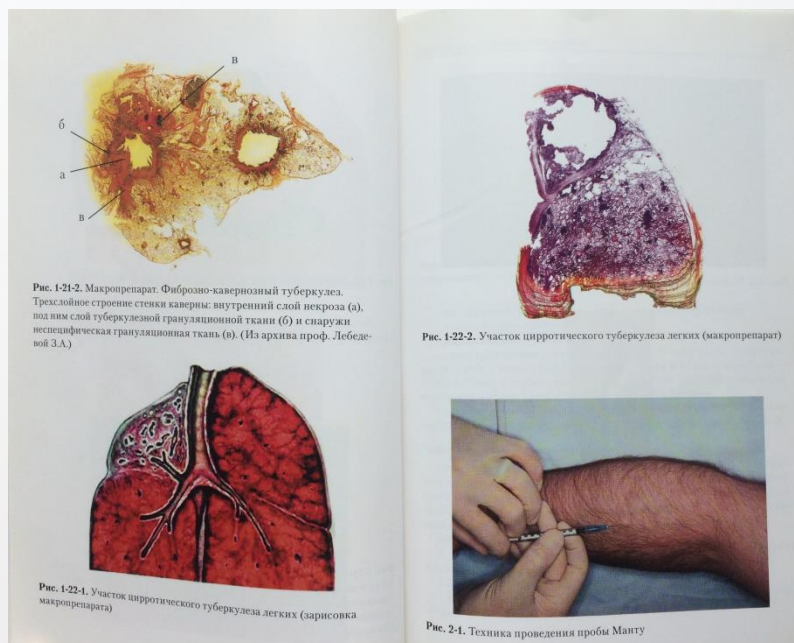 в
б
а
в
Рис. 1-21-2. Макропрепарат. Фиброзно-кавернозный туберкулез.
Трехслойное строение стенки каверны: внутренний слой некроза (а),
под ним слой туберкулезной грануляционной ткани (б) и снаружи
неспецифическая грануляционная ткань (в). (Из архива проф. Лебеде-
вой З.А.)
Рис. 1-22-1. Участок цирротического туберкулеза легких (зарисовка
макропрепарата)
Рис. 1-22-2. Участок цирротического туберкулеза легких (макропрепарат)
Рис. 2-1. Техника проведения пробы Манту